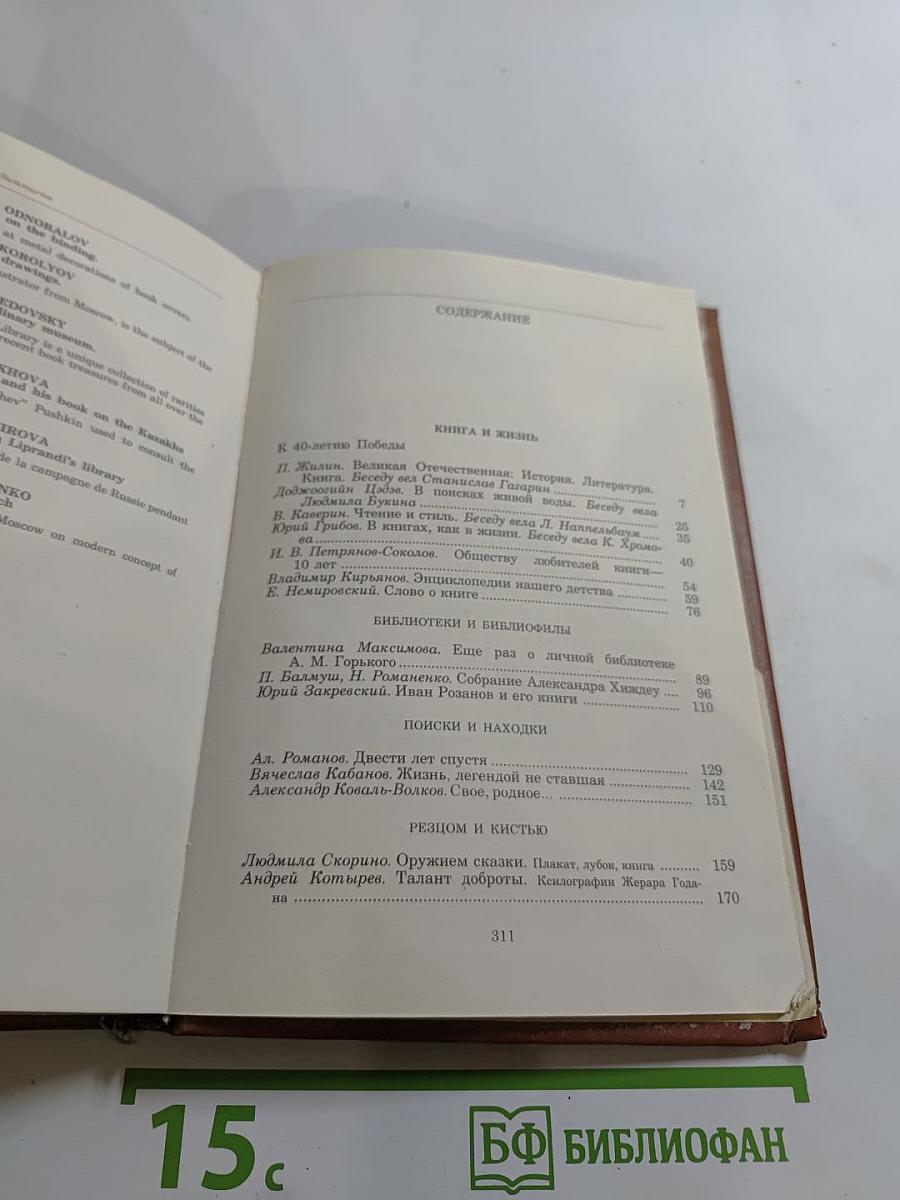 Summaries
ODNORALOV
on the binding.
at metal decorations of book covers.
KOROLYOV
drawings.
strator from Moscow, is the subject of the
EDOVSKY
dinary museum.
Library is a unique collection of rarities
recent book treasures from all over the
KHOVA
and his book on the Kazakhs
hev" Pushkin used to consult the
IROVA
Liprandi's library
de la campagne de Russie pendant
NKO
ch
Moscow on modern concept of
СОДЕРЖАНИЕ
КНИГА И ЖИЗНЬ
К 40-летию Победы
П. Жилин. Великая Отечественная: История. Литература.
Книга. Беседу вел Станислав Гагарин ........ 7
Доджоогийн Цэдэв. В поисках живой воды. Беседу вела
Людмила Букина ........ 25
В. Каверин. Чтение и стиль. Беседу вела Л. Наппельбаум .... 35
Юрий Грибов. В книгах, как в жизни. Беседу вела К. Хромо-
ва ........ 40
И. В. Петрянов-Соколов. Обществу любителей книги—
10 лет ........ 54
Владимир Кирьянов. Энциклопедии нашего детства ........ 59
Е. Немировский. Слово о книге ........ 76
БИБЛИОТЕКИ И БИБЛИОФИЛЫ
Валентина Максимова. Еще раз о личной библиотеке
А. М. Горького ........ 89
П. Балмуш, Н. Романенко. Собрание Александра Хиждеу .... 96
Юрий Закревский. Иван Розанов и его книги ........ 110
ПОИСКИ И НАХОДКИ
Ал. Романов. Двести лет спустя ........ 129
Вячеслав Кабанов. Жизнь, легендой не ставшая ........ 142
Александр Коваль-Волков. Свое, родное... ........ 151
РЕЗЦОМ И КИСТЬЮ
Людмила Скорино. Оружием сказки. Плакат, лубок, книга ........ 159
Андрей Котырев. Талант доброты. Ксилографии Жерара Года-
на ........ 170
311
15 с
БФ БИБЛИОФАН